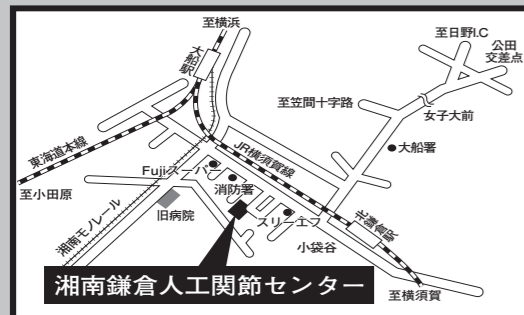 至横浜
大船駅
至日野I.C
公田
交差点
至笠間十字路
女子大前
大船署
東海道本線
JR横須賀線
Fujiスーパー
消防署
至小田原
旧病院
スリーエフ
北鎌倉駅
小袋谷
湘南モノレール
湘南鎌倉人工関節センター
至横須賀